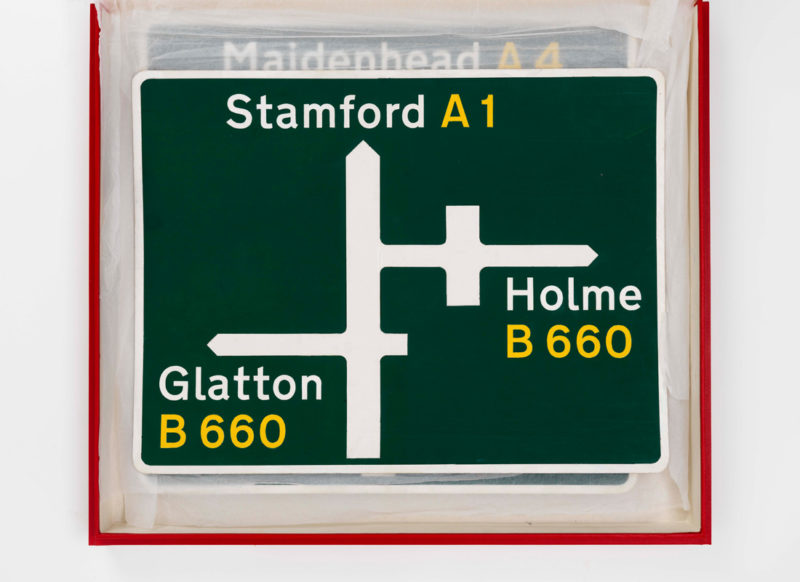 Maidenhead A4
Stamford A1
Holme
B 660
Glatton
B 660